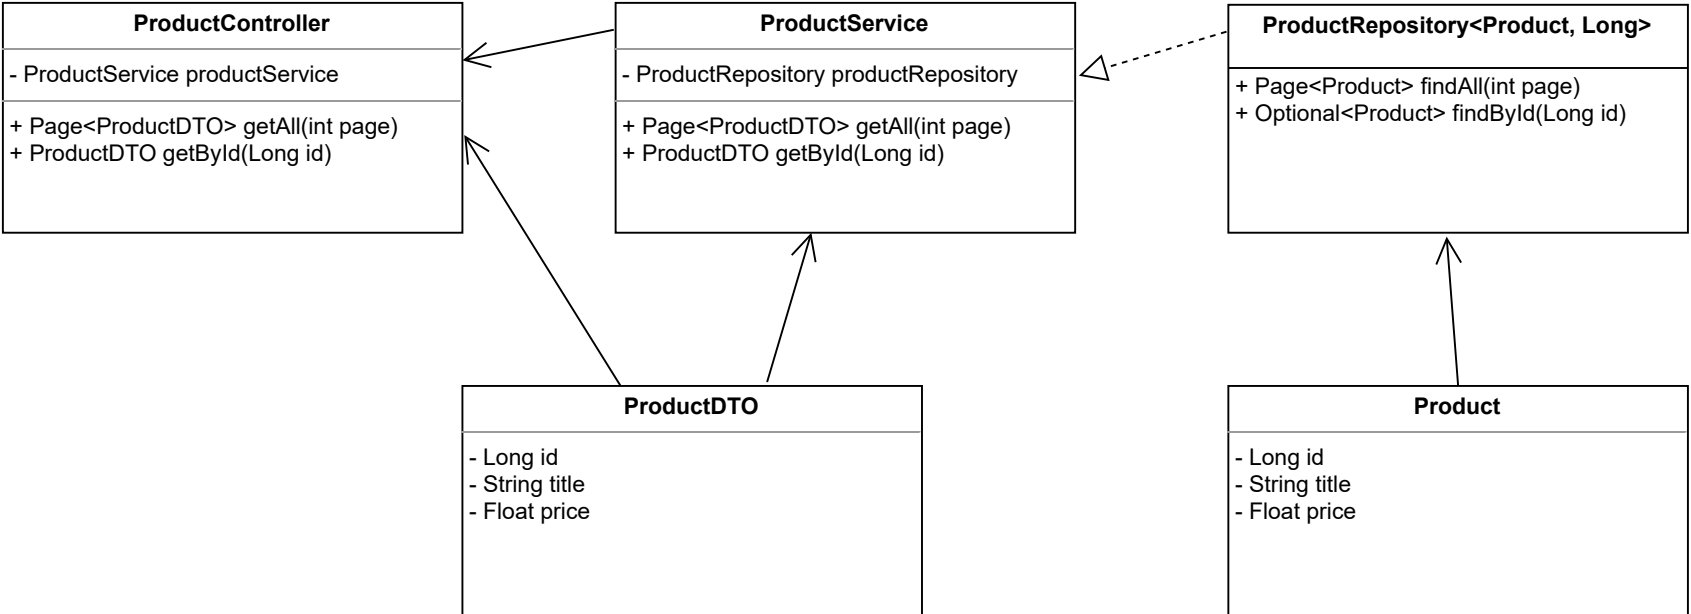 ProductController
- ProductService productService
+ Page<ProductDTO> getAll(int page)
+ ProductDTO getById(Long id)
ProductService
- ProductRepository productRepository
+ Page<ProductDTO> getAll(int page)
+ ProductDTO getById(Long id)
ProductRepository<Product, Long>
+ Page<Product> findAll(int page)
+ Optional<Product> findById(Long id)
ProductDTO
- Long id
- String title
- Float price
Product
- Long id
- String title
- Float price